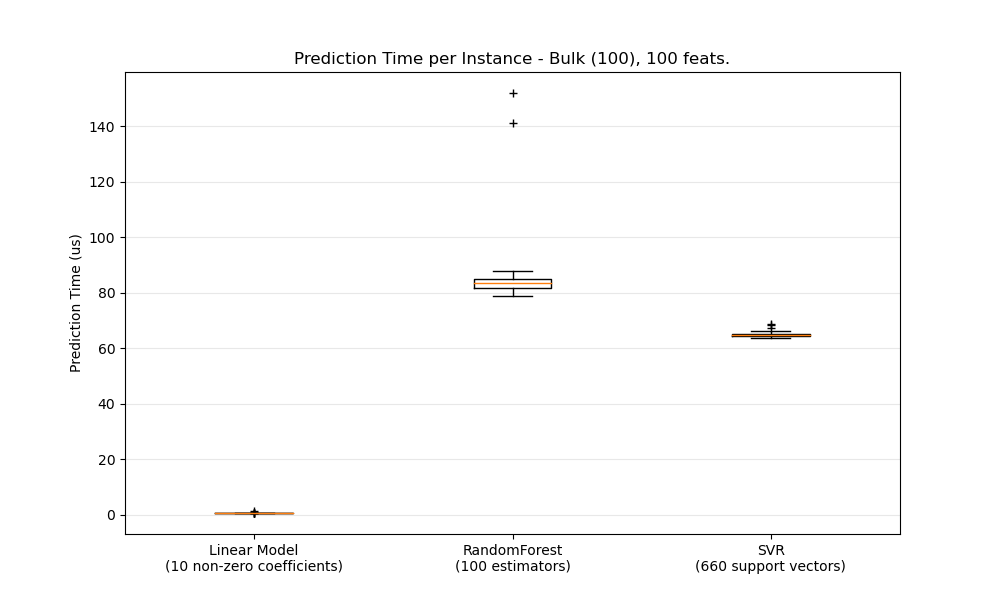 Prediction Time per Instance - Bulk (100), 100 feats.
Prediction Time (us)
140
120
100
80
60
40
20
0
Linear Model
(10 non-zero coefficients)
RandomForest
(100 estimators)
SVR
(660 support vectors)